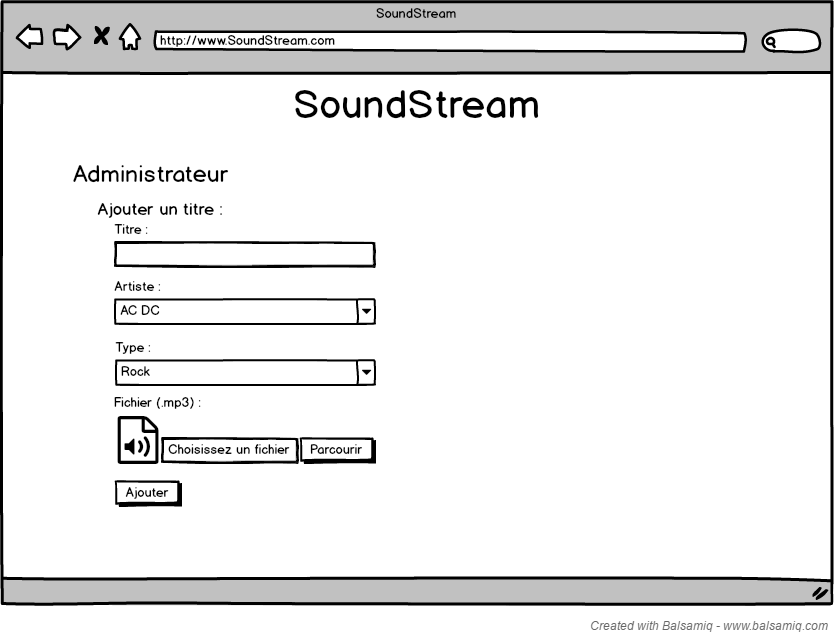 SoundStream
http://www.SoundStream.com
SoundStream
Administrateur
Ajouter un titre :
Titre :
Artiste :
AC DC
Type :
Rock
Fichier (.mp3) :
Choisissez un fichier Parcourir
Ajouter
Created with Balsamiq - www.balsamiq.com